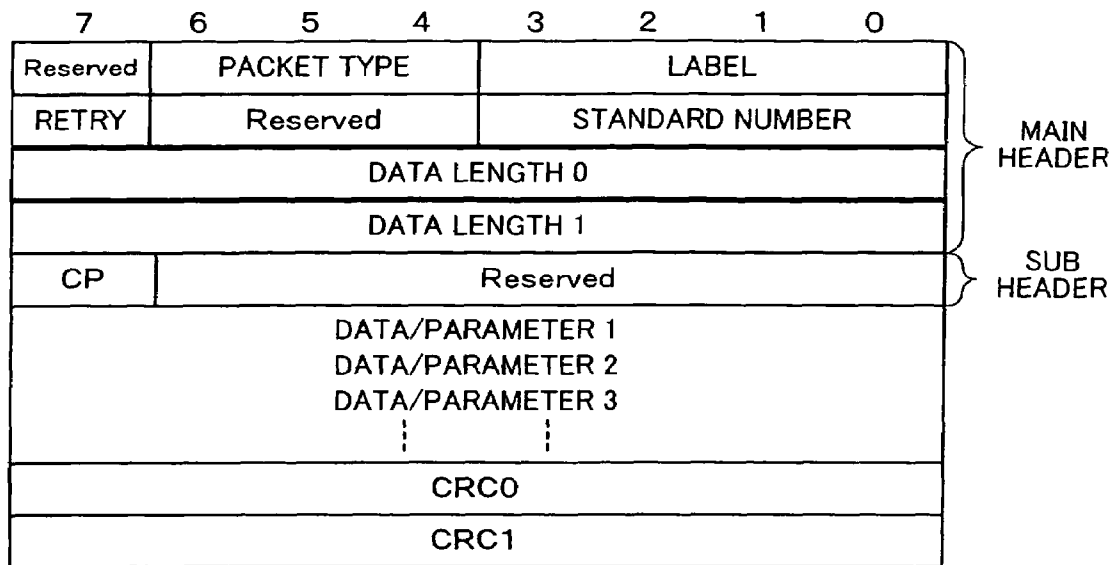 7 6 5 4 3 2 1 0
Reserved PACKET TYPE LABEL
RETRY Reserved STANDARD NUMBER
MAIN HEADER
DATA LENGTH 0
DATA LENGTH 1
CP Reserved
SUB HEADER
DATA/PARAMETER 1
DATA/PARAMETER 2
DATA/PARAMETER 3
CRC0
CRC1